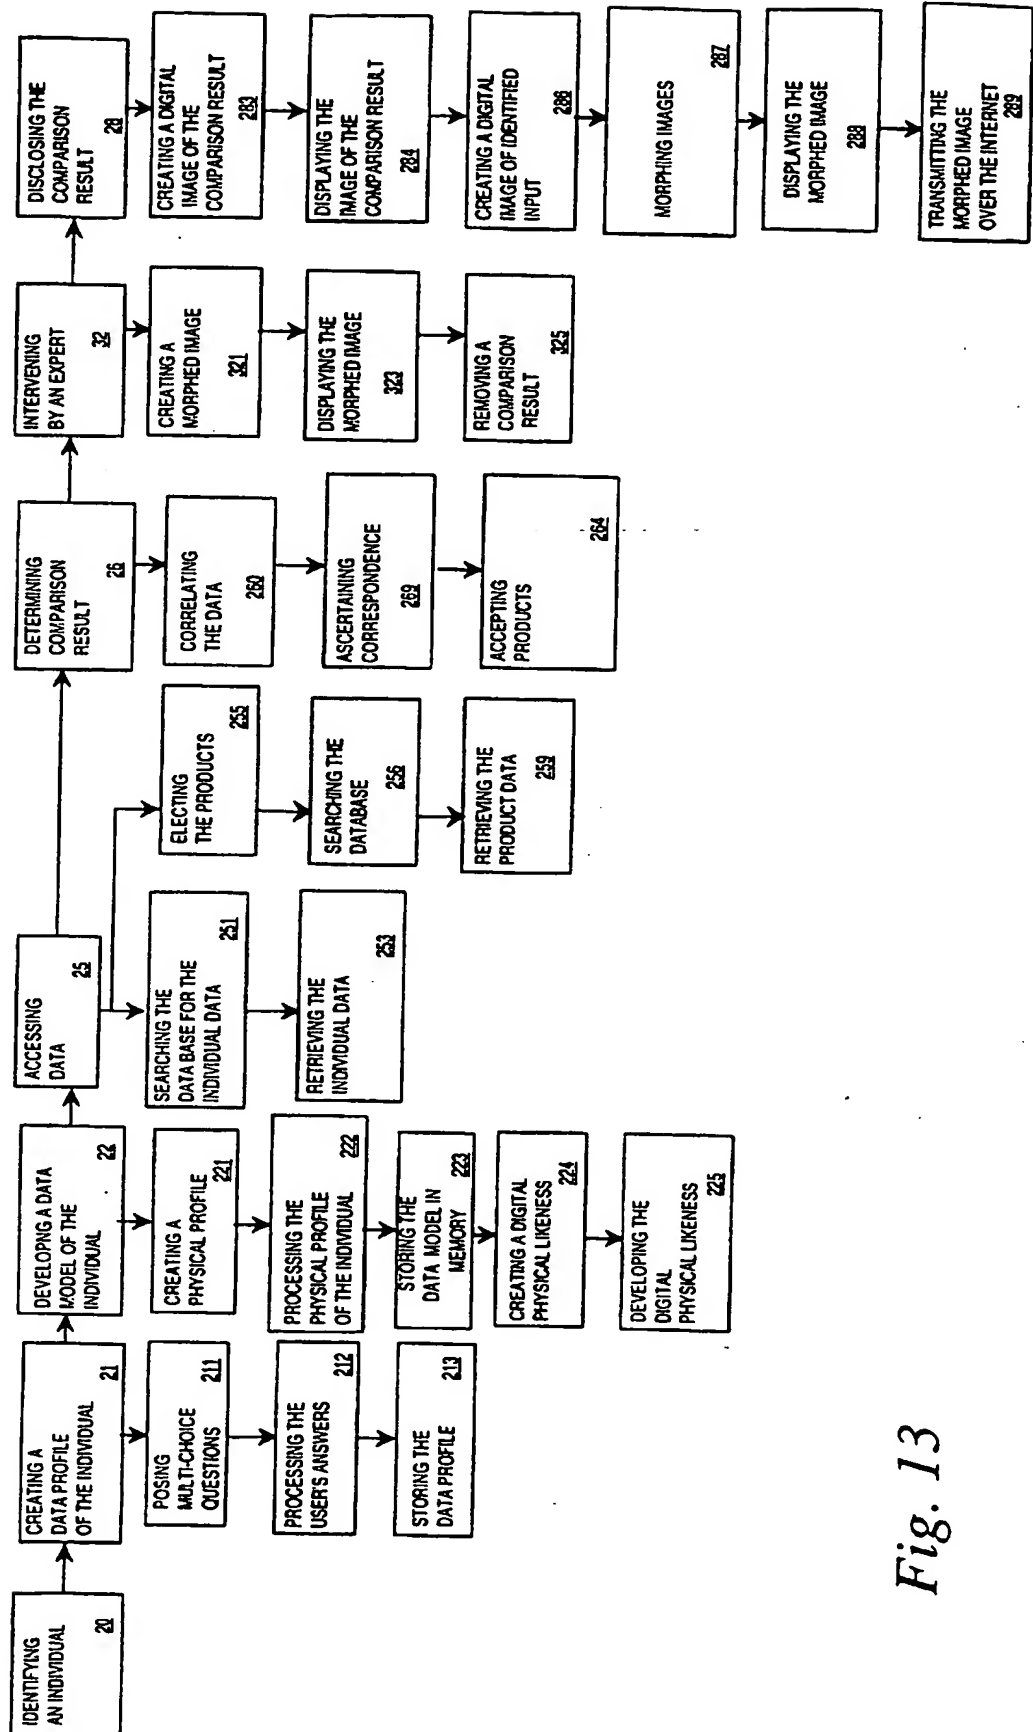 IDENTIFYING
AN INDIVIDUAL
20
CREATING A
DATA PROFILE
OF THE INDIVIDUAL
21
POSING
MULTI-CHOICE
QUESTIONS
211
PROCESSING THE
USER'S ANSWERS
212
STORING THE
DATA PROFILE
213
DEVELOPNG A DATA
MODEL OF THE
INDIVIDUAL
22
CREATING A
PHYSICAL PROFILE
221
PROCESSING THE
PHYSICAL PROFILE
OF THE INDIVIDUAL
222
STORING THE
DATA MODEL IN
MEMORY
223
CREATING A DIGITAL
PHYSICAL LIKENESS
224
DEVELOPING THE
DIGITAL
PHYSICAL LIKENESS
225
ACCESSING
DATA
25
SEARCHING THE
DATA BASE FOR THE
INDIVIDUAL DATA
251
RETRIEVING THE
INDIVIDUAL DATA
253
ELECTING
THE PRODUCTS
255
SEARCHING THE
DATABASE
256
RETRIEVING THE
PRODUCT DATA
259
DETERMINING
COMPARISON
RESULT
26
CORRELATING
THE DATA
260
ASCERTAINING
CORRESPONDENCE
269
ACCEPTING
PRODUCTS
264
INTERVENING
BY AN EXPERT
32
CREATING A
MORPHED IMAGE
321
DISPLAYING THE
MORPHED IMAGE
323
REMOVING A
COMPARISON
RESULT
325
DISCLOSING THE
COMPARISON
RESULT
28
CREATING A DIGITAL
IMAGE OF THE
COMPARISON RESULT
283
DISPLAYING THE
IMAGE OF THE
COMPARISON RESULT
284
CREATING A DIGITAL
IMAGE OF IDENTIFIED
INPUT
286
MORPHING IMAGES
287
DISPLAYING THE
MORPHED IMAGE
288
TRANSMITTING THE
MORPHED IMAGE
OVER THE INTERNET
289
Fig. 13